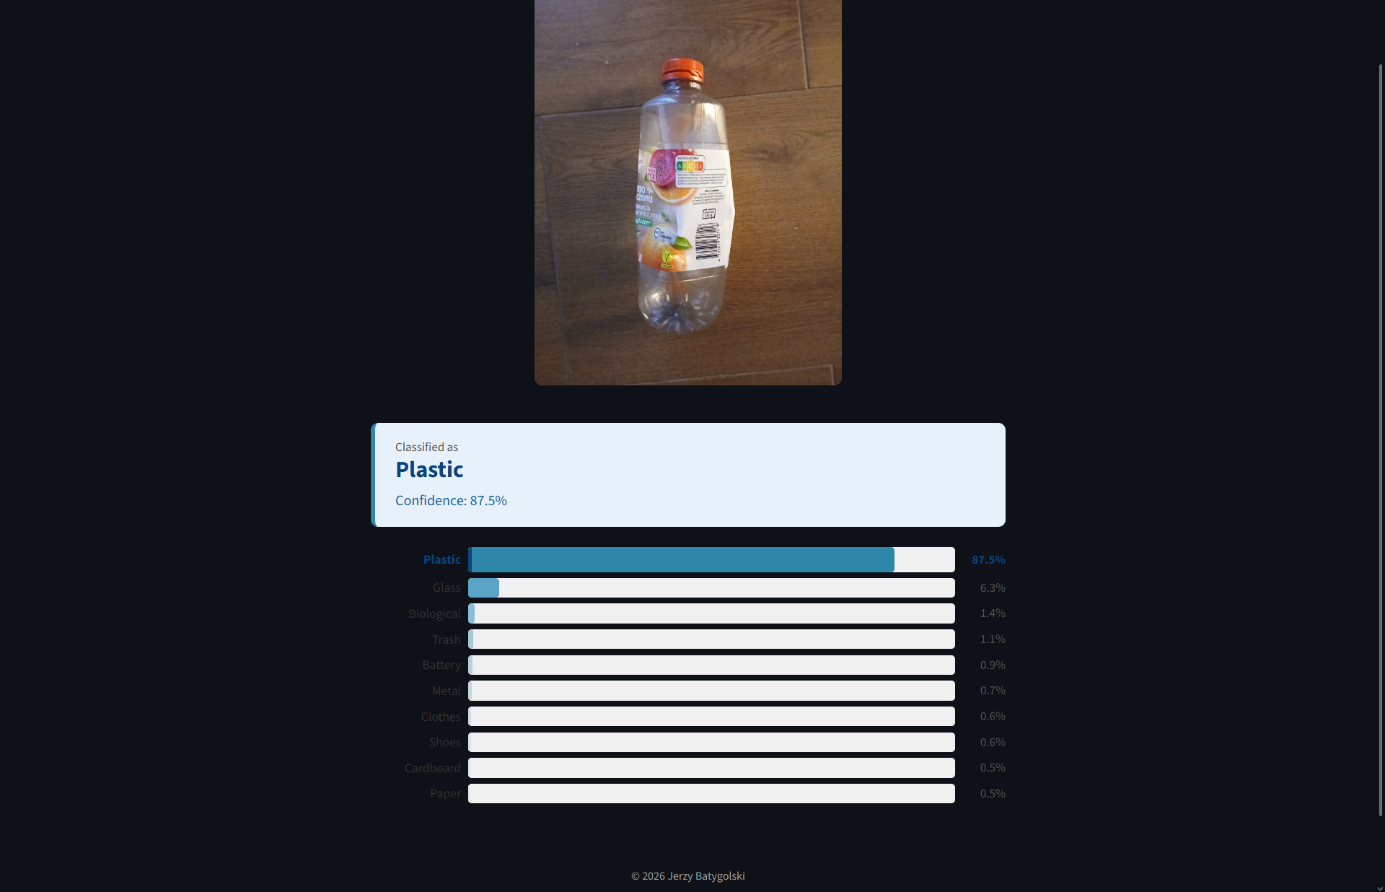 Classified as
Plastic
Confidence: 87.5%
Plastic 87.5%
Glass 6.3%
Biological 1.4%
Trash 1.1%
Battery 0.9%
Metal 0.7%
Clothes 0.6%
Shoes 0.6%
Cardboard 0.5%
Paper 0.5%
© 2026 Jerzy Batygolski